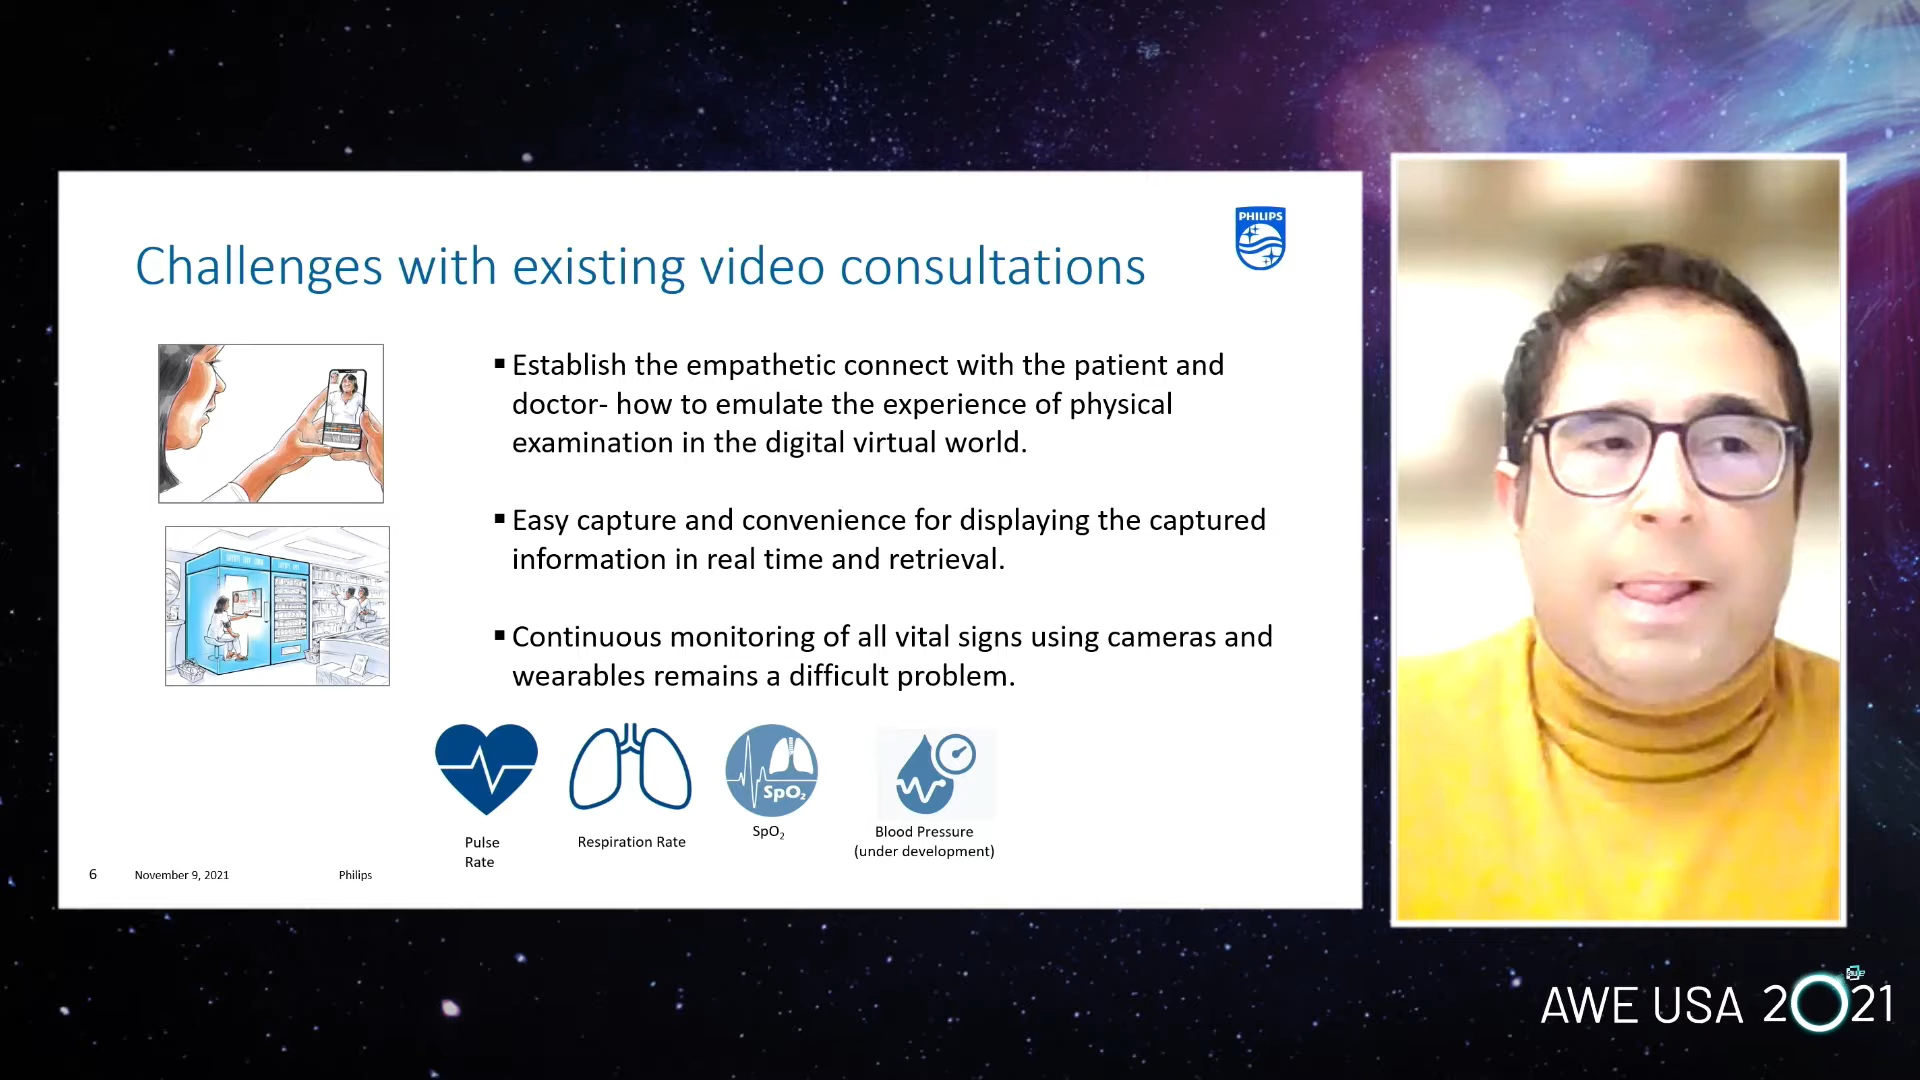 PHILIPS
Challenges with existing video consultations
▪ Establish the empathetic connect with the patient and
doctor- how to emulate the experience of physical
examination in the digital virtual world.
▪ Easy capture and convenience for displaying the captured
information in real time and retrieval.
▪ Continuous monitoring of all vital signs using cameras and
wearables remains a difficult problem.
SpO₂
Pulse
Rate
Respiration Rate
SpO₂
Blood Pressure
(under development)
6
November 9, 2021
Philips
AWE USA 2021